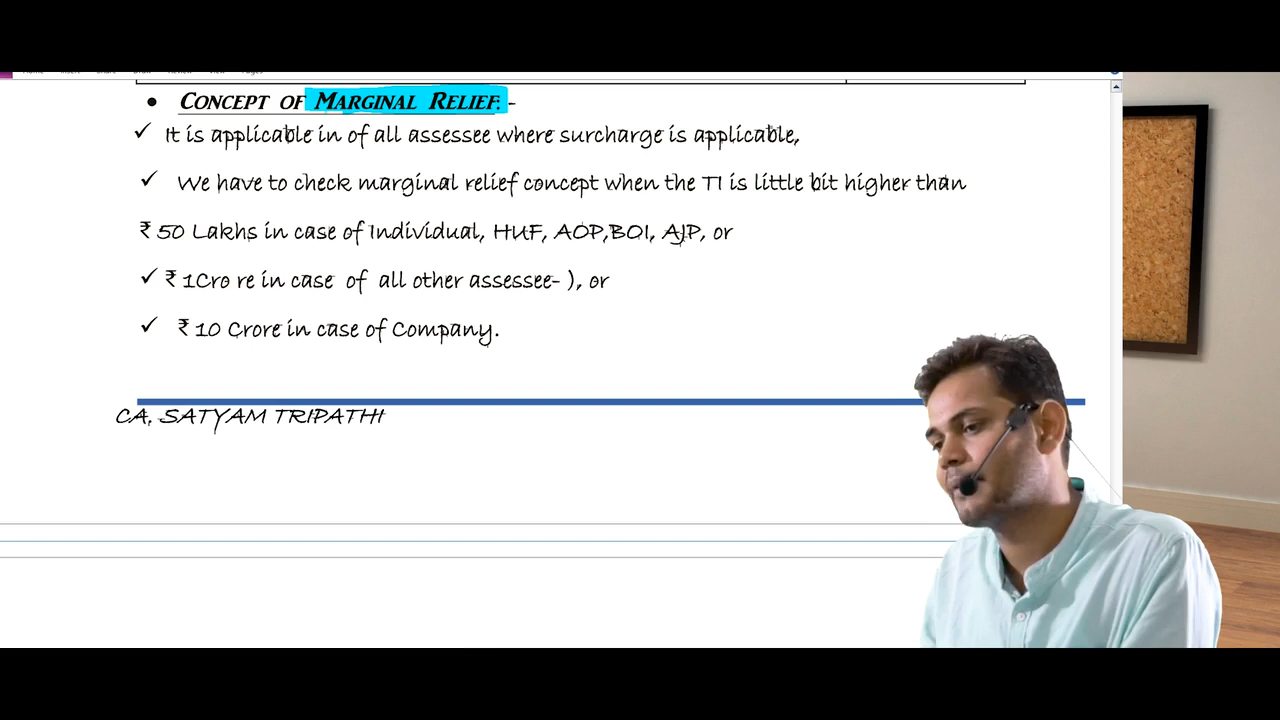 • CONCEPT OF MARGINAL RELIEF: -
✓ It is applicable in of all assessee where surcharge is applicable,
✓ We have to check marginal relief concept when the TI is little bit higher than
₹ 50 Lakhs in case of Individual, HUF, AOP,BOI, AJP, or
✓ ₹ 1Cro re in case of all other assessee- ), or
✓ ₹ 10 Crore in case of Company.
CA. SATYAM TRIPATHI